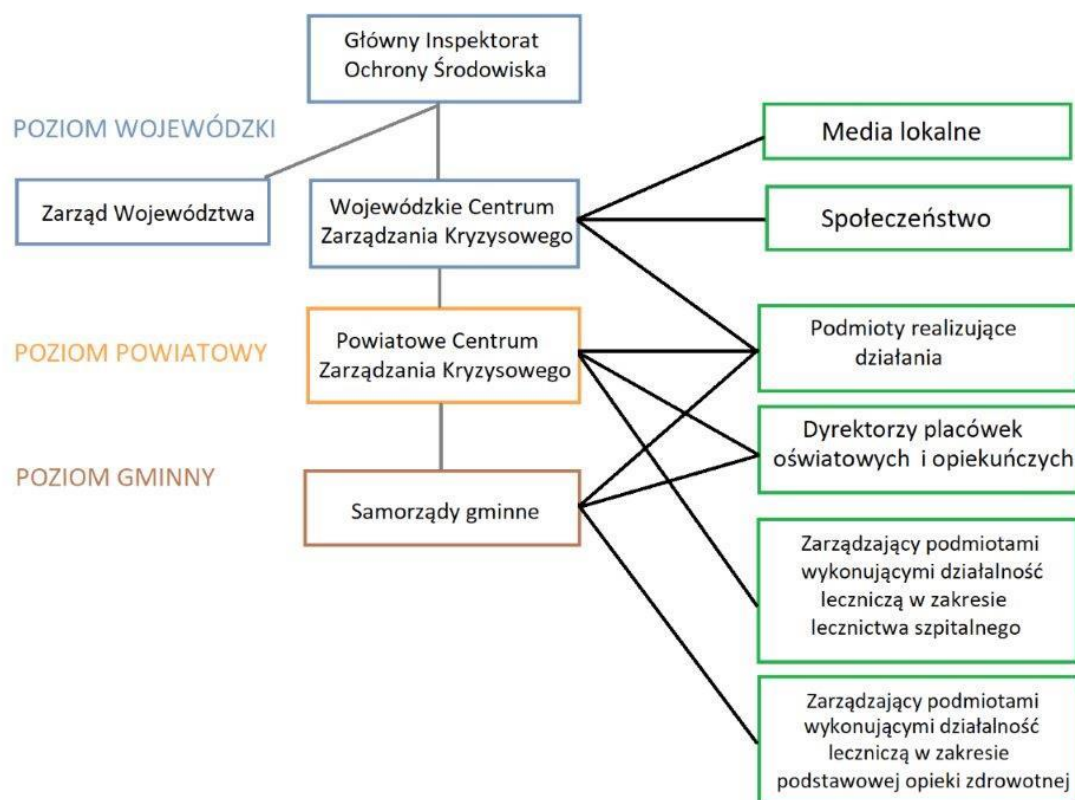 Główny Inspektorat
Ochrony Środowiska
POZIOM WOJEWÓDZKI
Zarząd Województwa
Wojewódzkie Centrum
Zarządzania Kryzysowego
Media lokalne
Społeczeństwo
POZIOM POWIATOWY
Powiatowe Centrum
Zarządzania Kryzysowego
Podmioty realizujące
działania
Dyrektorzy placówek
oświatowych i opiekuńczych
POZIOM GMINNY
Samorządy gminne
Zarządzający podmiotami
wykonującymi działalność
leczniczą w zakresie
lecznictwa szpitalnego
Zarządzający podmiotami
wykonującymi działalność
leczniczą w zakresie
podstawowej opieki zdrowotnej